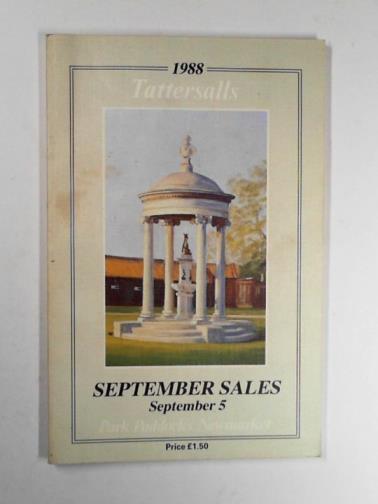 1988
Tattersalls
SEPTEMBER SALES
September 5
Park Paddocks Newmarket
Price £1.50